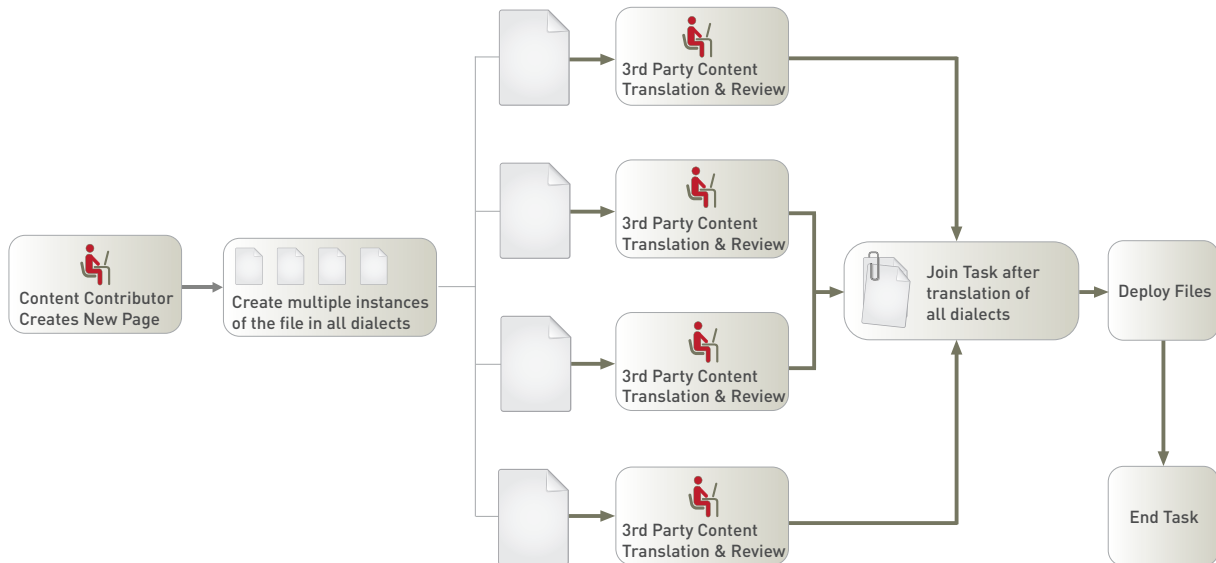 Content Contributor
Creates New Page
Create multiple instances
of the file in all dialects
3rd Party Content
Translation & Review
3rd Party Content
Translation & Review
3rd Party Content
Translation & Review
3rd Party Content
Translation & Review
Join Task after
translation of
all dialects
Deploy Files
End Task